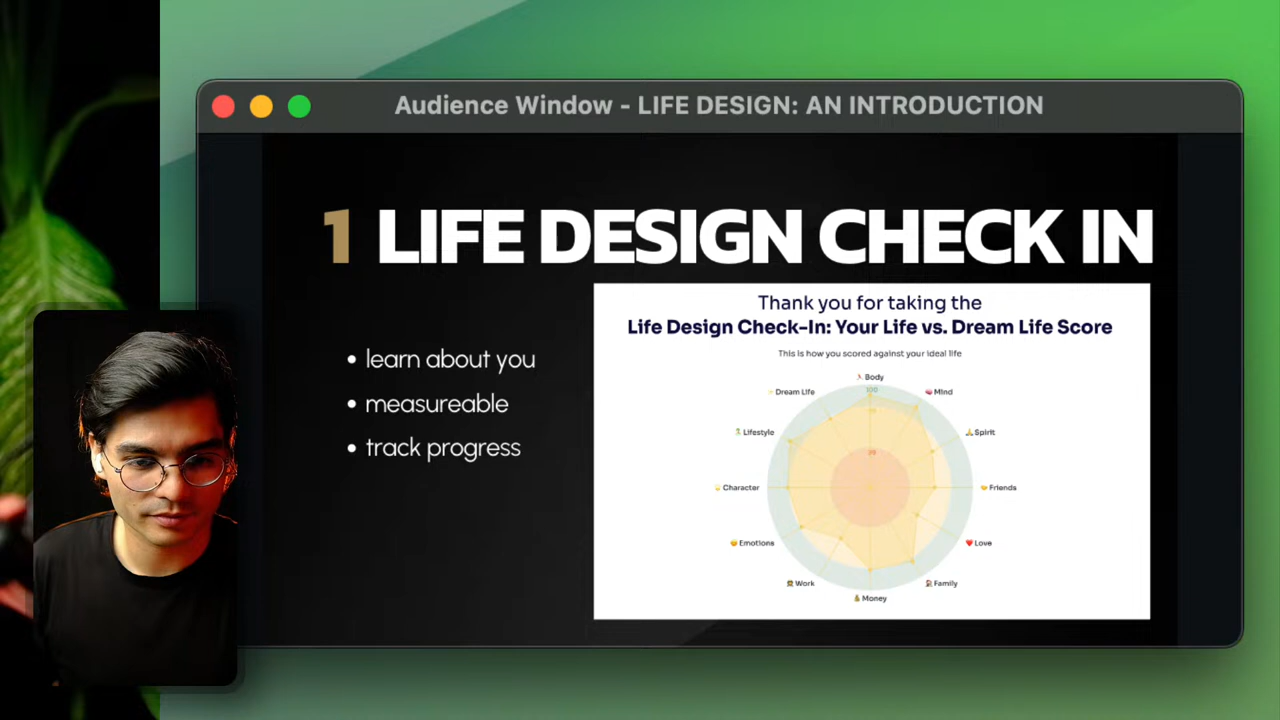 Audience Window - LIFE DESIGN: AN INTRODUCTION
1 LIFE DESIGN CHECK IN
• learn about you
• measureable
• track progress
Thank you for taking the
Life Design Check-In: Your Life vs. Dream Life Score
This is how you scored against your ideal life
Body
Dream Life
100
Mind
Lifestyle
Spirit
Character
Friends
Emotions
Love
Work
Family
Money